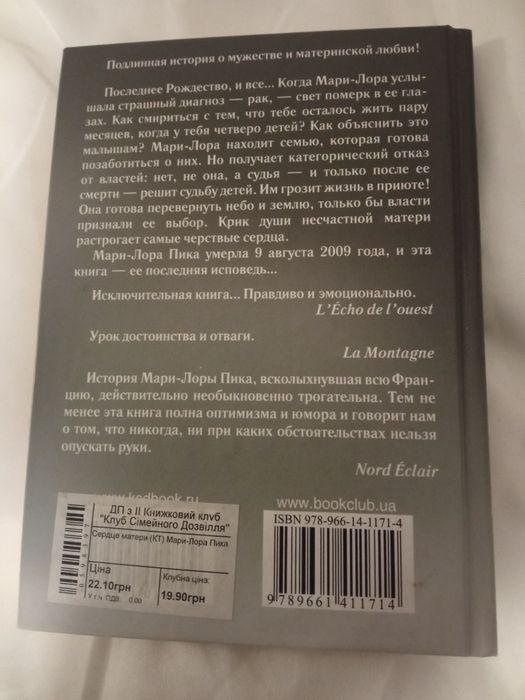 Подлинная история о мужестве и материнской любви!
Последнее Рождество, и все... Когда Мари-Лора услы-
шала страшный диагноз — рак, — свет померк в ее гла-
зах. Как смириться с тем, что тебе осталось жить пару
месяцев, когда у тебя четверо детей? Как объяснить это
малышам? Мари-Лора находит семью, которая готова
позаботиться о них. Но получает категорический отказ
от властей: нет, не она, а судья — и только после ее
смерти — решит судьбу детей. Им грозит жизнь в приюте!
Она готова перевернуть небо и землю, только бы власти
признали ее выбор. Крик души несчастной матери
растрогает самые черствые сердца.
Мари-Лора Пика умерла 9 августа 2009 года, и эта
книга — ее последняя исповедь...
Исключительная книга... Правдиво и эмоционально.
L'Écho de l'ouest
Урок достоинства и отваги.
La Montagne
История Мари-Лоры Пика, всколыхнувшая всю Фран-
цию, действительно необыкновенно трогательна. Тем не
менее эта книга полна оптимизма и юмора и говорит нам
о том, что никогда, ни при каких обстоятельствах нельзя
опускать руки.
Nord Éclair
www.bookclub.ua
ДП з ІІ Книжковий клуб
"Клуб Сімейного Дозвілля"
Сердце матери (КТ) Мари-Лора Пика
Ціна
22.10грн
Клубна ціна:
19.90грн
У т.ч. ПДВ: 0.00
ISBN 978-966-14-1171-4
9 789661 411714